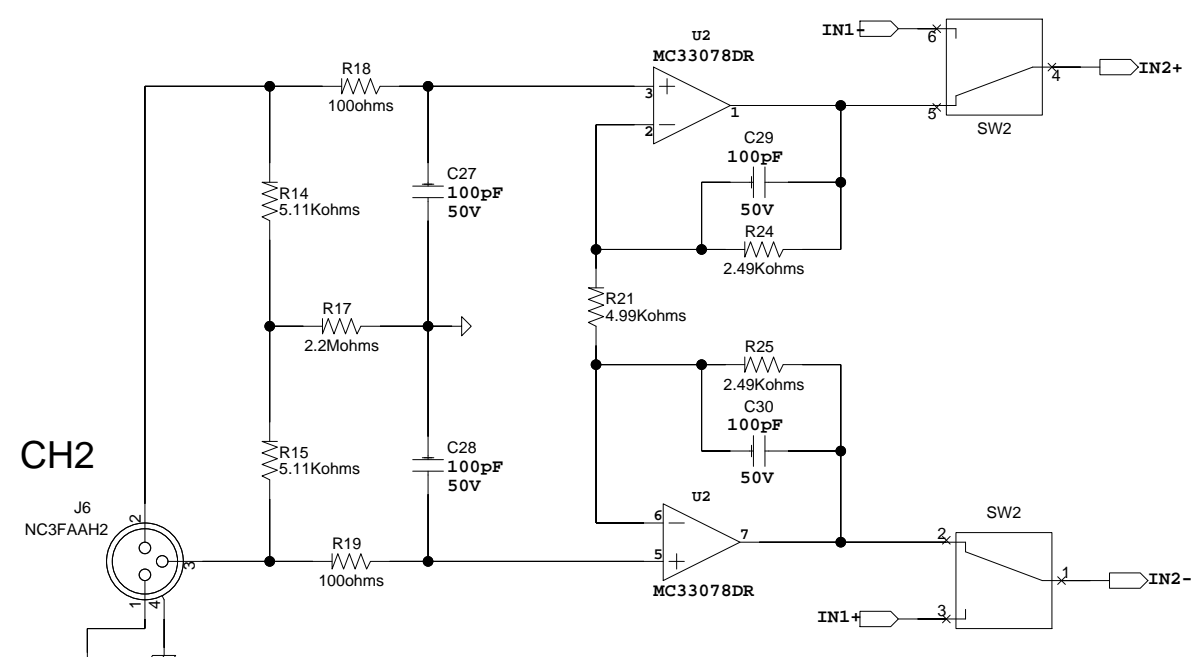 IN1-
6
U2
MC33078DR
4
IN2+
R18
100ohms
3
1
2
5
SW2
C29
100pF
50V
C27
100pF
50V
R14
5.11Kohms
R24
2.49Kohms
R21
4.99Kohms
R17
2.2Mohms
R25
2.49Kohms
C30
100pF
50V
CH2
R15
5.11Kohms
C28
100pF
50V
J6
NC3FAAH2
2
U2
SW2
6
7
2
R19
100ohms
3
5
1
IN2-
MC33078DR
1
4
IN1+
3